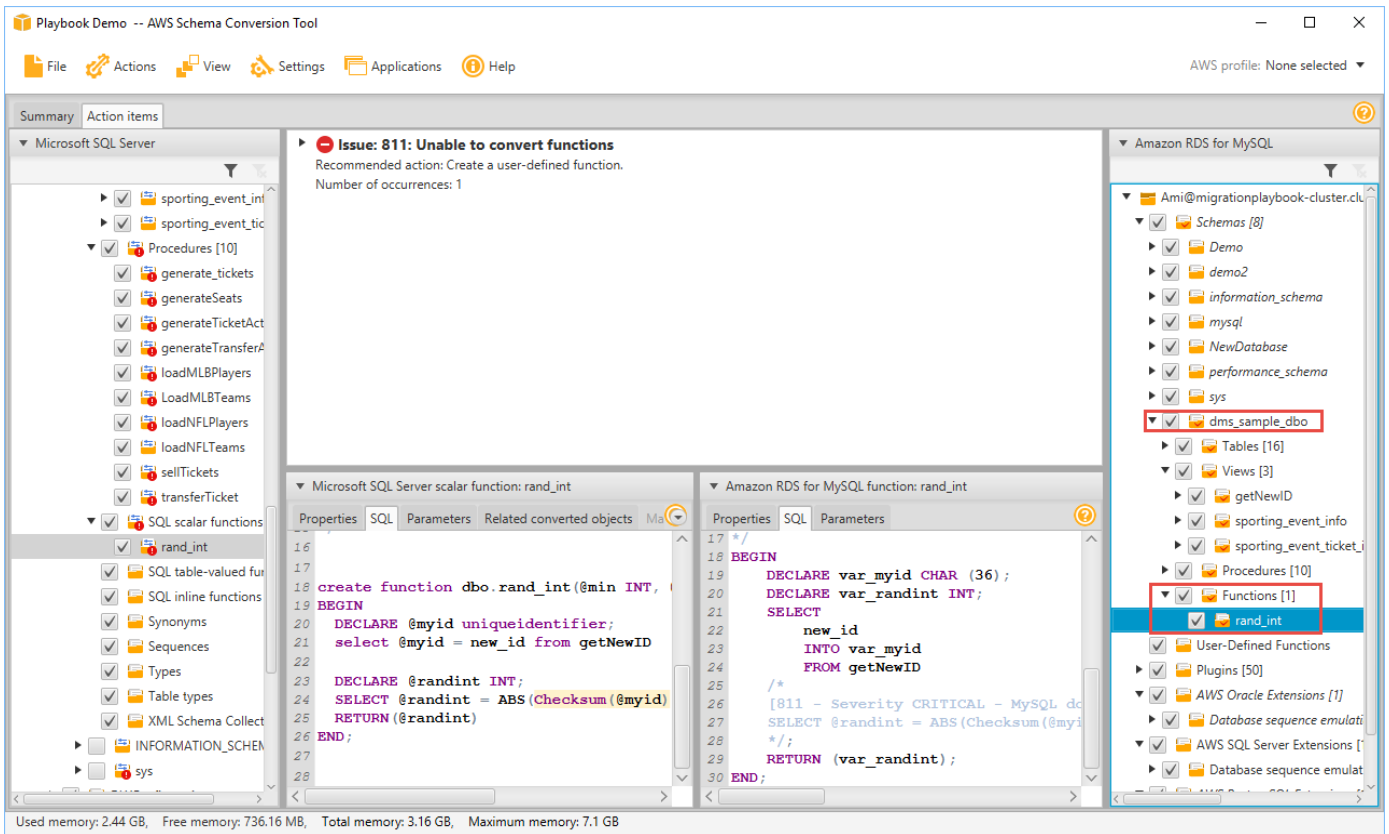 Playbook Demo -- AWS Schema Conversion Tool
File Actions View Settings Applications Help
AWS profile: None selected
Summary Action items
Microsoft SQL Server
sporting_event_inf
sporting_event_tic
Procedures [10]
generate_tickets
generateSeats
generateTicketAct
generateTransferA
loadMLBPlayers
LoadMLBTeams
loadNFLPlayers
loadNFLTeams
sellTickets
transferTicket
SQL scalar functions
rand_int
SQL table-valued fun
SQL inline functions
Synonyms
Sequences
Types
Table types
XML Schema Collect
INFORMATION_SCHEM
sys
Issue: 811: Unable to convert functions
Recommended action: Create a user-defined function.
Number of occurrences: 1
Microsoft SQL Server scalar function: rand_int
Properties SQL Parameters Related converted objects Ma
16
17
18 create function dbo.rand_int(@min INT,
19 BEGIN
20 DECLARE @myid uniqueidentifier;
21 select @myid = new_id from getNewID
22
23 DECLARE @randint INT;
24 SELECT @randint = ABS(Checksum(@myid)
25 RETURN(@randint)
26 END;
27
28
Amazon RDS for MySQL function: rand_int
Properties SQL Parameters
17 */
18 BEGIN
19 DECLARE var_myid CHAR (36);
20 DECLARE var_randint INT;
21 SELECT
22 new_id
23 INTO var_myid
24 FROM getNewID
25 /*
26 [811 - Severity CRITICAL - MySQL do
27 SELECT @randint = ABS(Checksum(@myi
28 */;
29 RETURN (var_randint);
30 END;
Amazon RDS for MySQL
Ami@migrationplaybook-cluster.clu
Schemas [8]
Demo
demo2
information_schema
mysql
NewDatabase
performance_schema
sys
dms_sample_dbo
Tables [16]
Views [3]
getNewID
sporting_event_info
sporting_event_ticket_i
Procedures [10]
Functions [1]
rand_int
User-Defined Functions
Plugins [50]
AWS Oracle Extensions [1]
Database sequence emulati
AWS SQL Server Extensions [
Database sequence emulat
Used memory: 2.44 GB, Free memory: 736.16 MB, Total memory: 3.16 GB, Maximum memory: 7.1 GB